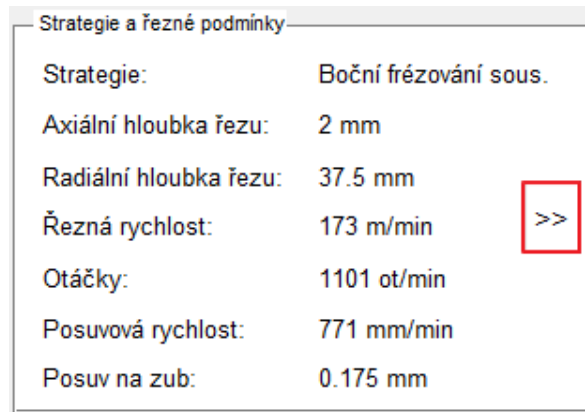 Strategie a řezné podmínky
Strategie: Boční frézování sous.
Axiální hloubka řezu: 2 mm
Radiální hloubka řezu: 37.5 mm
Řezná rychlost: 173 m/min
>>
Otáčky: 1101 ot/min
Posuvová rychlost: 771 mm/min
Posuv na zub: 0.175 mm